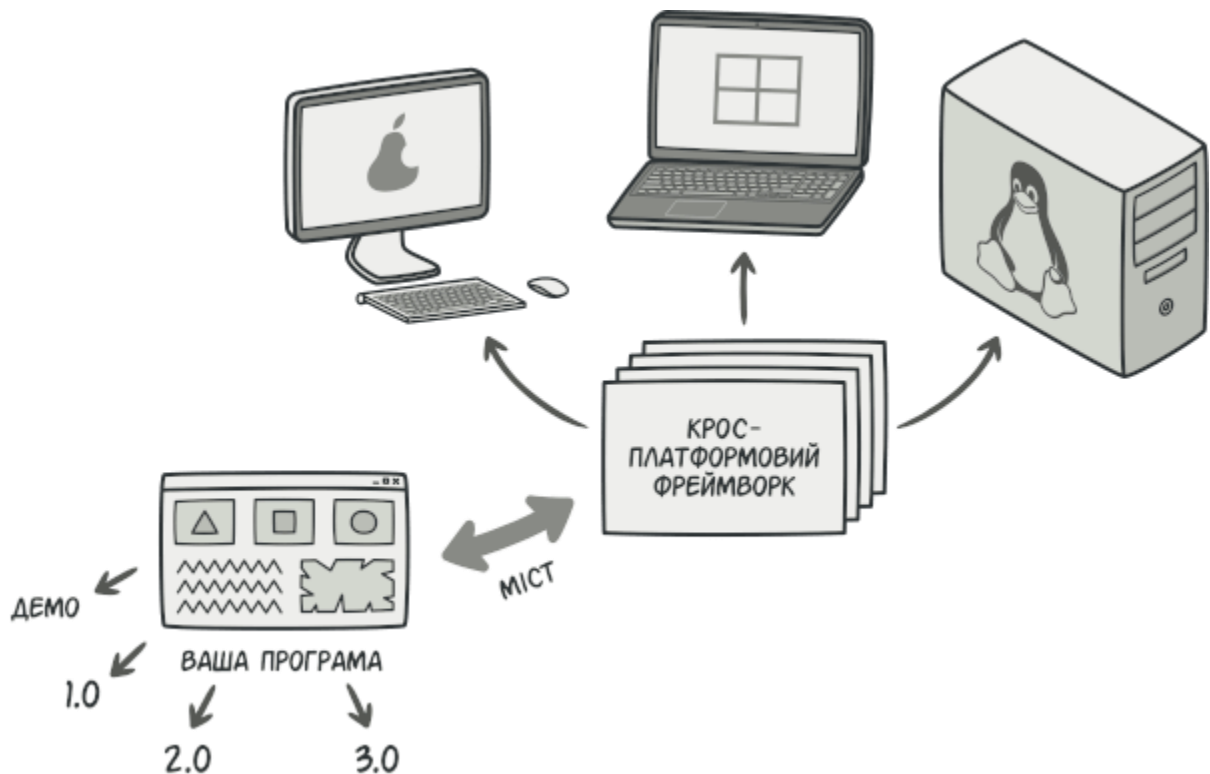 КРОС-
ПЛАТФОРМОВИЙ
ФРЕЙМВОРК
МІСТ
ДЕМО
ВАША ПРОГРАМА
1.0
2.0
3.0